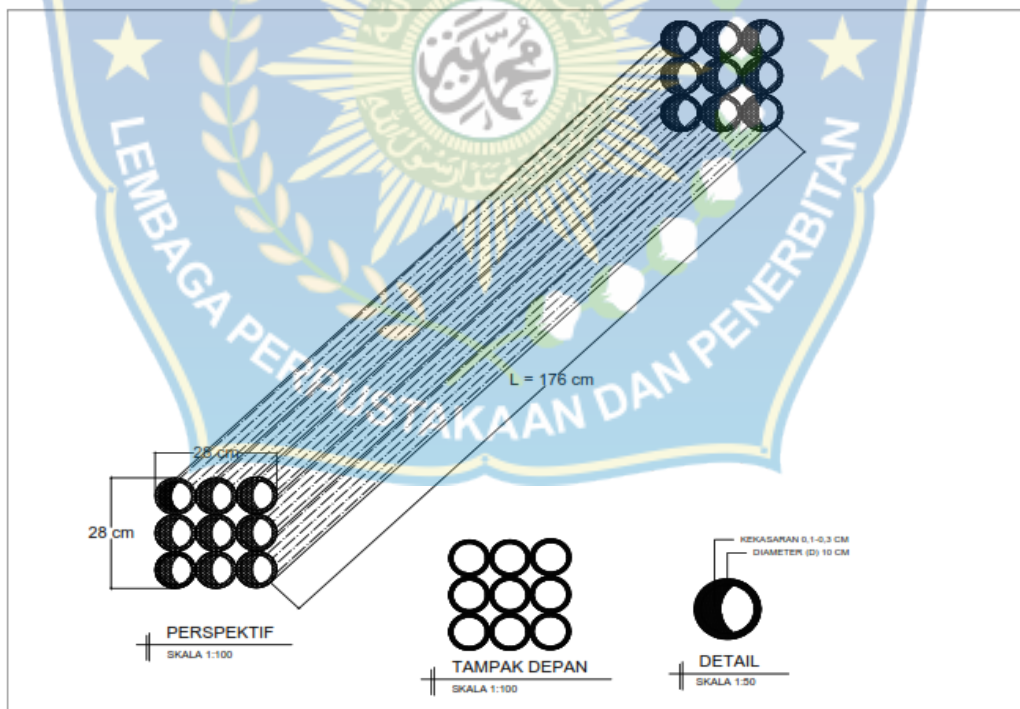 محمد
LEMBAGA PERPUSTAKAAN DAN PENERBITAN
L = 176 cm
28 cm
28 cm
KEKASARAN 0,1-0,3 CM
DIAMETER (D) 10 CM
PERSPEKTIF
SKALA 1:100
TAMPAK DEPAN
SKALA 1:100
DETAIL
SKALA 1:50